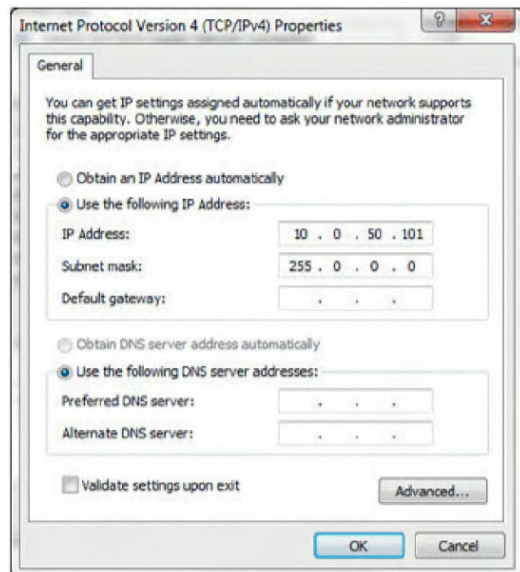 Internet Protocol Version 4 (TCP/IPv4) Properties
General
You can get IP settings assigned automatically if your network supports
this capability. Otherwise, you need to ask your network administrator
for the appropriate IP settings.
Obtain an IP Address automatically
Use the following IP Address:
IP Address: 10 . 0 . 50 . 101
Subnet mask: 255 . 0 . 0 . 0
Default gateway: . . .
Obtain DNS server address automatically
Use the following DNS server addresses:
Preferred DNS server: . . .
Alternate DNS server: . . .
Validate settings upon exit
Advanced...
OK Cancel